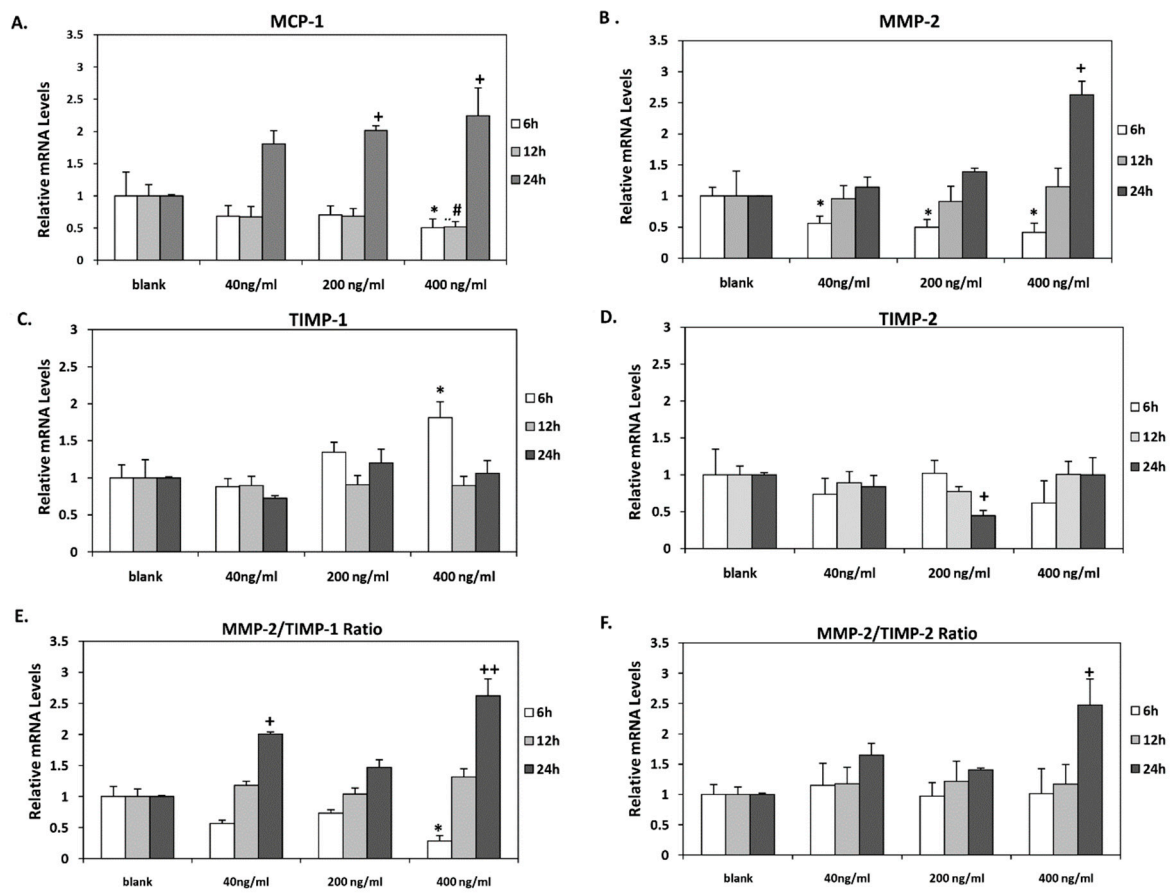 A.
MCP-1
Relative mRNA Levels
3.5
3
2.5
2
1.5
1
0.5
0
+
+
*
..
#
blank
40ng/ml
200 ng/ml
400 ng/ml
6h
12h
24h
B .
MMP-2
Relative mRNA Levels
3.5
3
2.5
2
1.5
1
0.5
0
*
*
*
+
blank
40ng/ml
200 ng/ml
400 ng/ml
6h
12h
24h
C.
TIMP-1
Relative mRNA Levels
3
2.5
2
1.5
1
0.5
0
*
blank
40ng/ml
200 ng/ml
400 ng/ml
6h
12h
24h
D.
TIMP-2
Relative mRNA Levels
3
2.5
2
1.5
1
0.5
0
+
blank
40ng/ml
200 ng/ml
400 ng/ml
6h
12h
24h
E.
MMP-2/TIMP-1 Ratio
Relative mRNA Levels
3.5
3
2.5
2
1.5
1
0.5
0
+
*
++
blank
40ng/ml
200 ng/ml
400 ng/ml
6h
12h
24h
F.
MMP-2/TIMP-2 Ratio
Relative mRNA Levels
3.5
3
2.5
2
1.5
1
0.5
0
+
blank
40ng/ml
200 ng/ml
400 ng/ml
6h
12h
24h